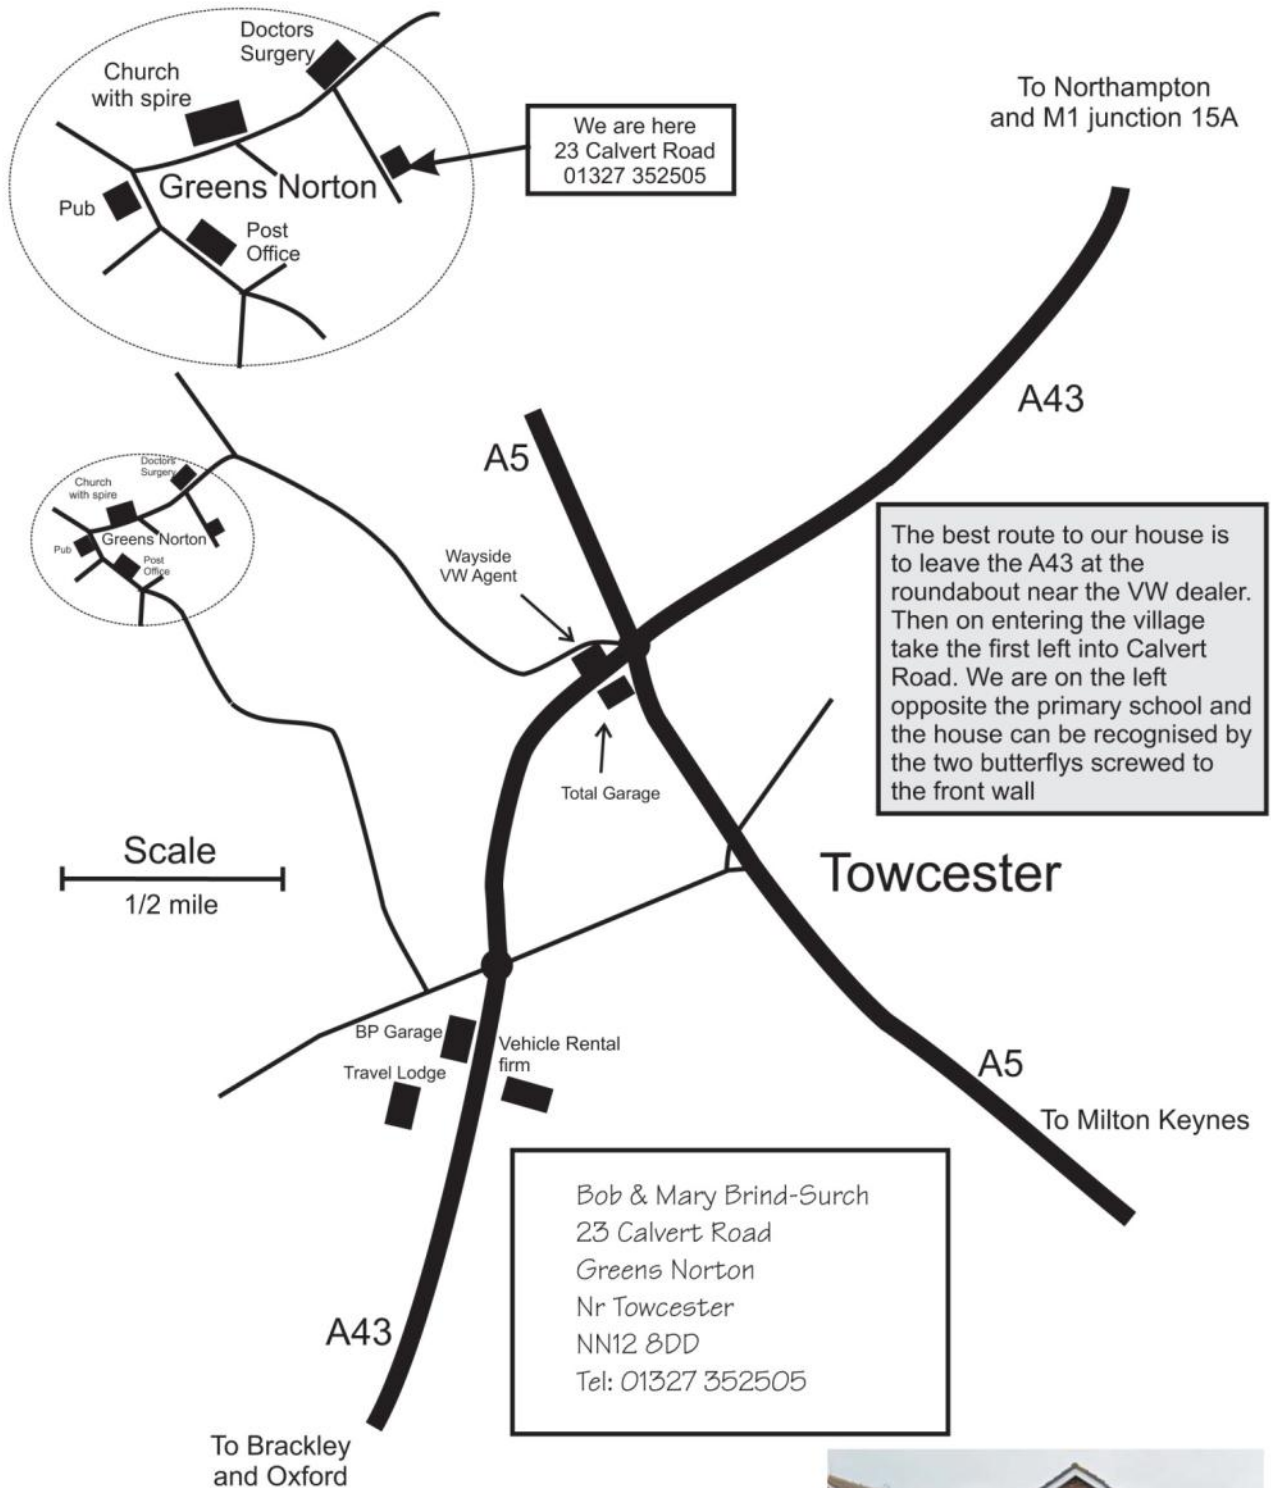 Doctors
Surgery
Church
with spire
Greens Norton
Pub
Post
Office
We are here
23 Calvert Road
01327 352505
To Northampton
and M1 junction 15A
A43
A5
Doctors
Surgery
Church
with spire
Greens Norton
Pub
Post
Office
Wayside
VW Agent
Total Garage
The best route to our house is
to leave the A43 at the
roundabout near the VW dealer.
Then on entering the village
take the first left into Calvert
Road. We are on the left
opposite the primary school and
the house can be recognised by
the two butterflys screwed to
the front wall
Scale
1/2 mile
Towcester
BP Garage
Travel Lodge
Vehicle Rental
firm
A5
To Milton Keynes
Bob & Mary Brind-Surch
23 Calvert Road
Greens Norton
Nr Towcester
NN12 8DD
Tel: 01327 352505
A43
To Brackley
and Oxford